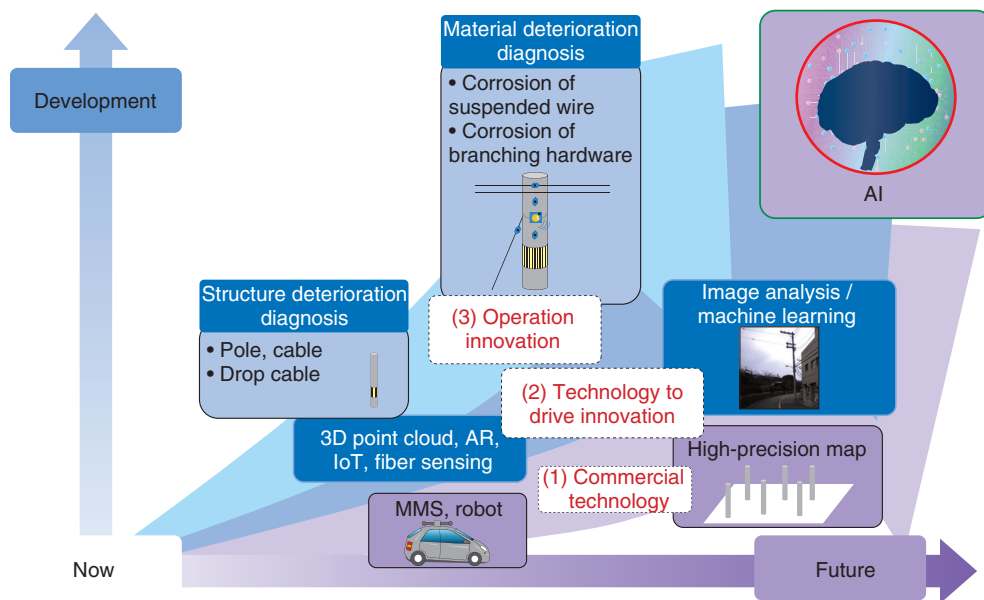 Development
Material deterioration
diagnosis
• Corrosion of
suspended wire
• Corrosion of
branching hardware
AI
Structure deterioration
diagnosis
• Pole, cable
• Drop cable
(3) Operation
innovation
Image analysis /
machine learning
(2) Technology to
drive innovation
3D point cloud, AR,
IoT, fiber sensing
High-precision map
(1) Commercial
technology
MMS, robot
Now
Future